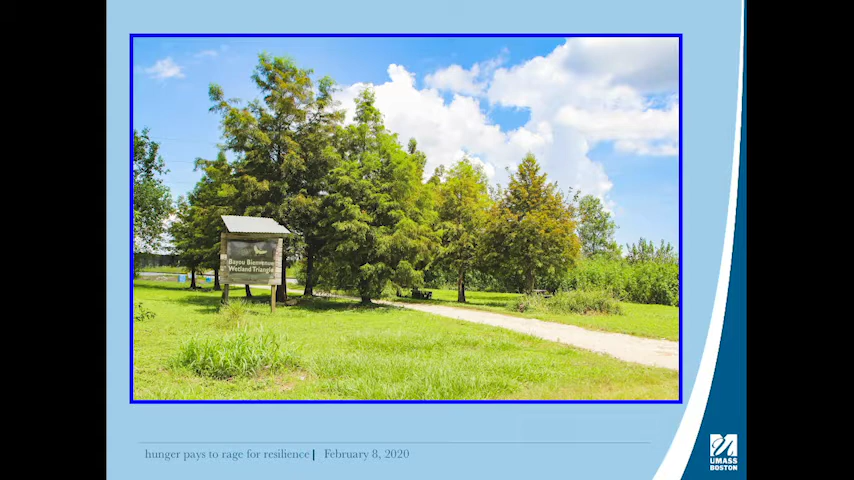 Bayou Bienvenue
Wetland Triangle
hunger pays to rage for resilience | February 8, 2020
UMASS
BOSTON